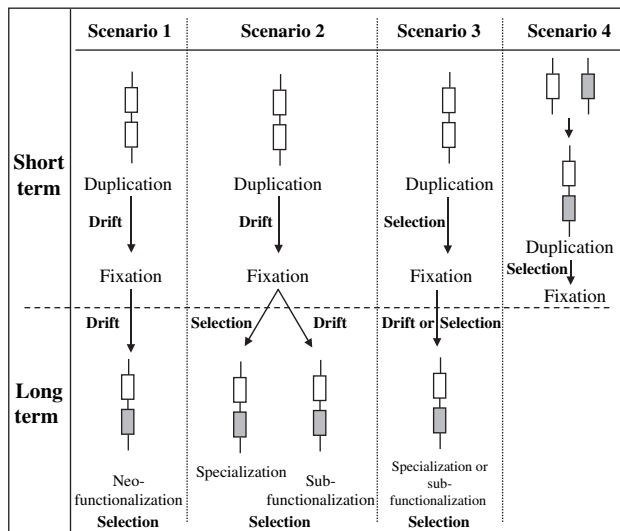 Scenario 1
Scenario 2
Scenario 3
Scenario 4
Short
term
Duplication
Drift
Fixation
Duplication
Drift
Fixation
Duplication
Selection
Fixation
Duplication
Selection
Fixation
Long
term
Drift
Neo-
functionalization
Selection
Selection
Drift
Specialization
Sub-
functionalization
Selection
Drift or Selection
Specialization or
sub-
functionalization
Selection